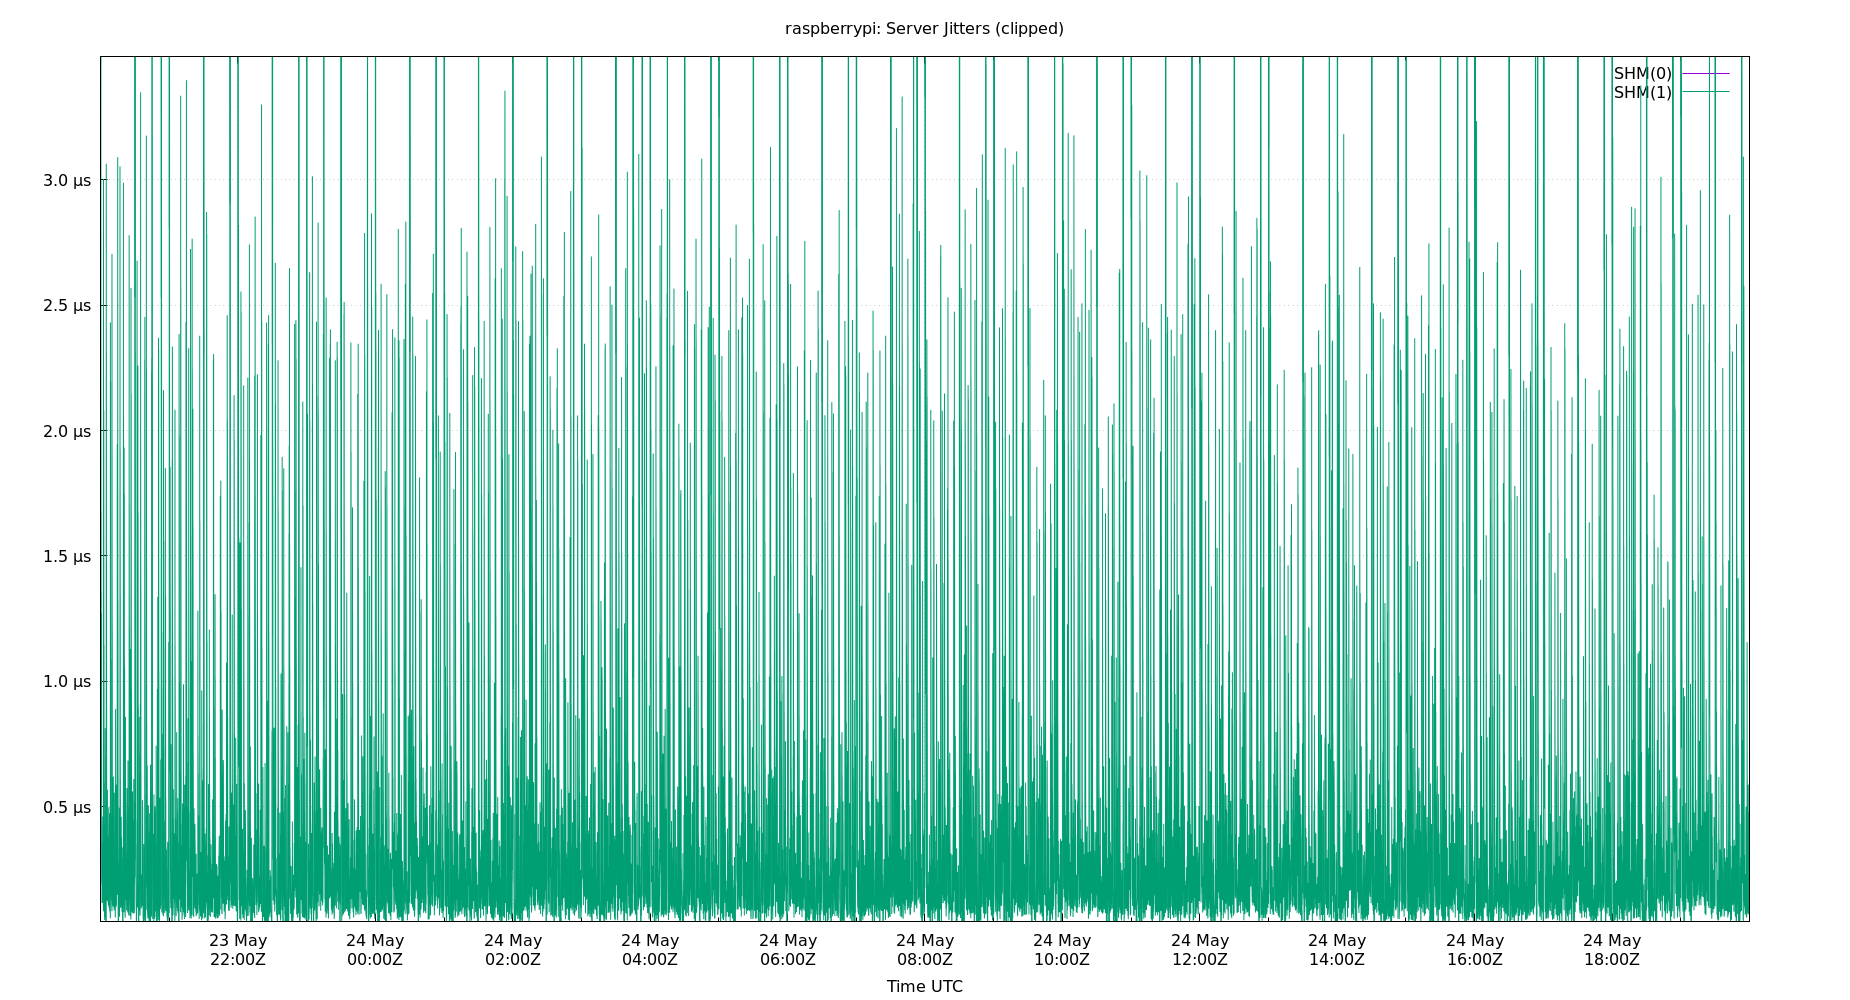 raspberrypi: Server Jitters (clipped)
SHM(0)
SHM(1)
3.0 µs
2.5 µs
2.0 µs
1.5 µs
1.0 µs
0.5 µs
23 May 24 May 24 May 24 May 24 May 24 May 24 May 24 May 24 May 24 May 24 May
22:00Z 00:00Z 02:00Z 04:00Z 06:00Z 08:00Z 10:00Z 12:00Z 14:00Z 16:00Z 18:00Z
Time UTC